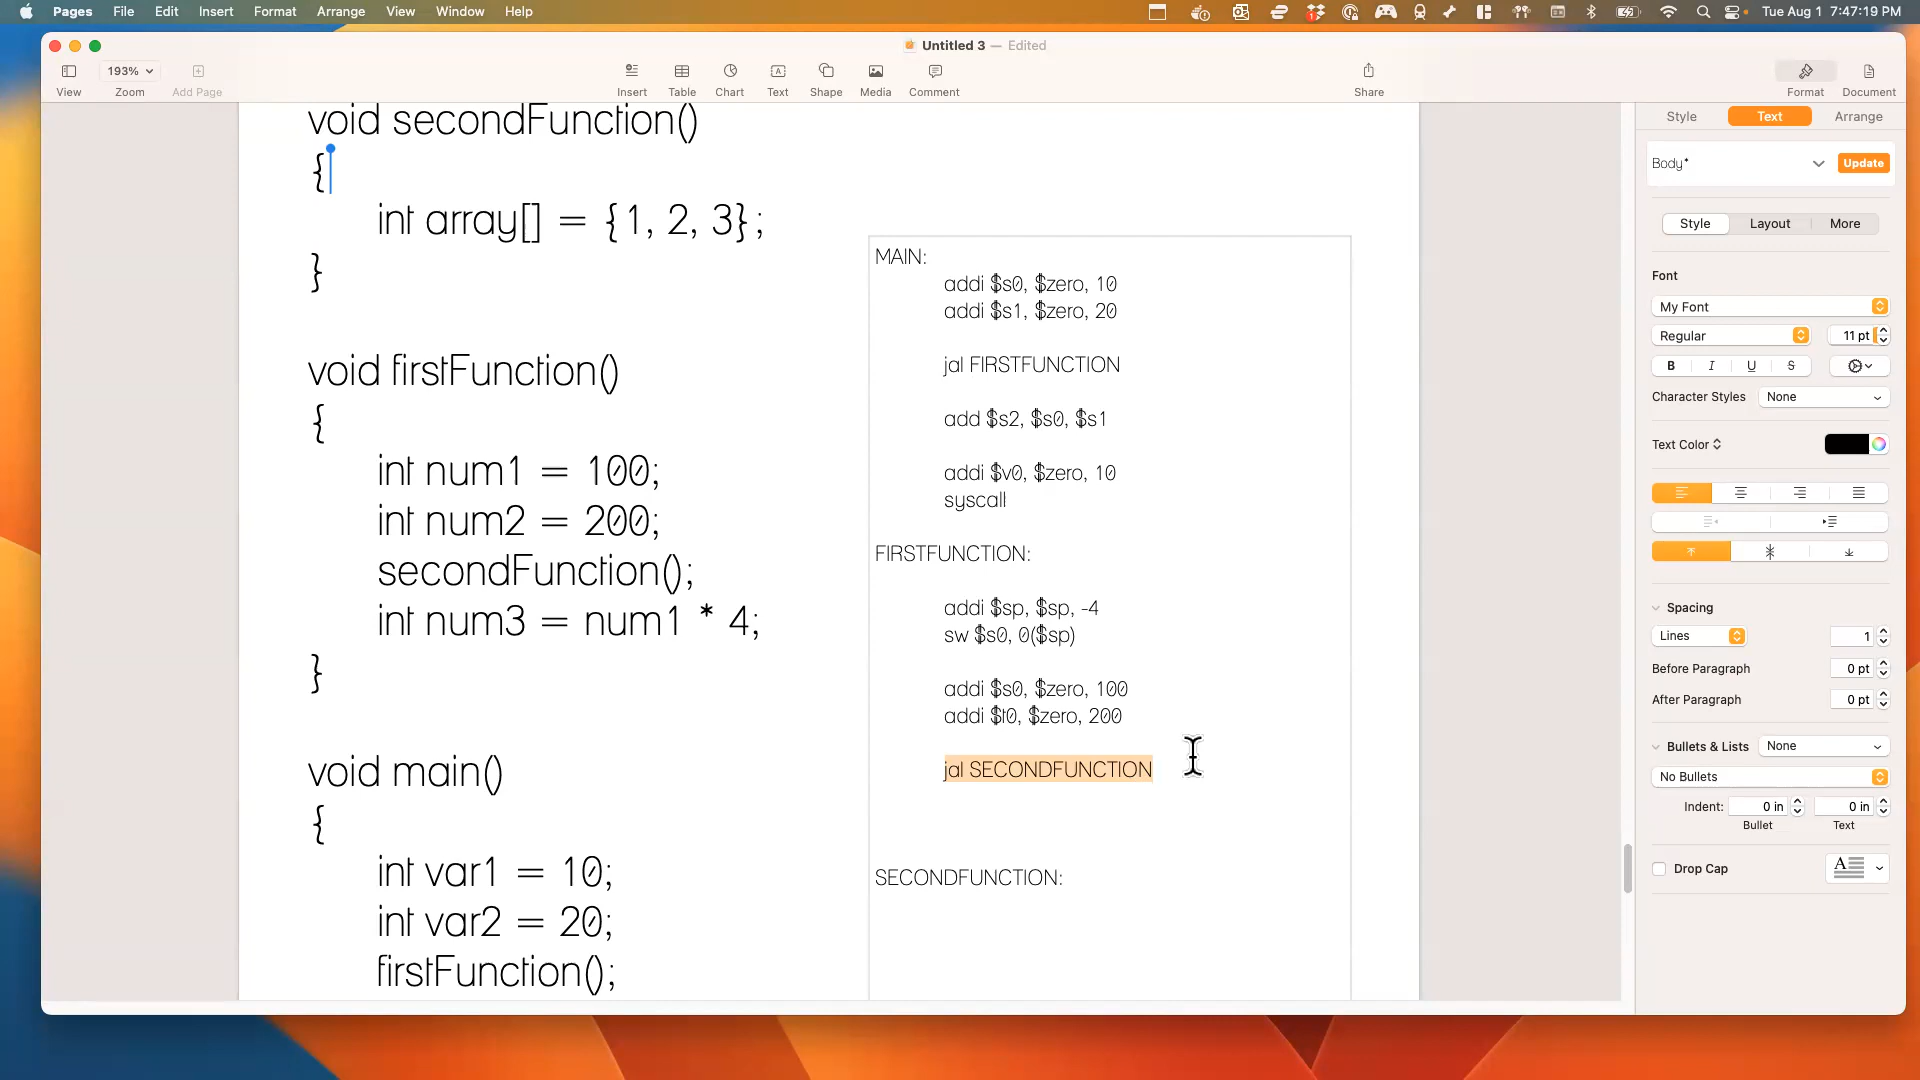 Pages File Edit Insert Format Arrange View Window Help
Tue Aug 1 7:47:19 PM
Untitled 3 — Edited
193%
View Zoom Add Page
Insert Table Chart Text Shape Media Comment
Share
Format Document
void secondFunction()
{
int array[] = {1, 2, 3};
}
void firstFunction()
{
int num1 = 100;
int num2 = 200;
secondFunction();
int num3 = num1 * 4;
}
void main()
{
int var1 = 10;
int var2 = 20;
firstFunction();
MAIN:
addi $s0, $zero, 10
addi $s1, $zero, 20
jal FIRSTFUNCTION
add $s2, $s0, $s1
addi $v0, $zero, 10
syscall
FIRSTFUNCTION:
addi $sp, $sp, -4
sw $s0, 0($sp)
addi $s0, $zero, 100
addi $t0, $zero, 200
jal SECONDFUNCTION
SECONDFUNCTION:
Style Text Arrange
Body*
Update
Style Layout More
Font
My Font
Regular 11 pt
B I U S
Character Styles None
Text Color
Spacing
Lines 1
Before Paragraph 0 pt
After Paragraph 0 pt
Bullets & Lists None
No Bullets
Indent: 0 in 0 in
Bullet Text
Drop Cap
A